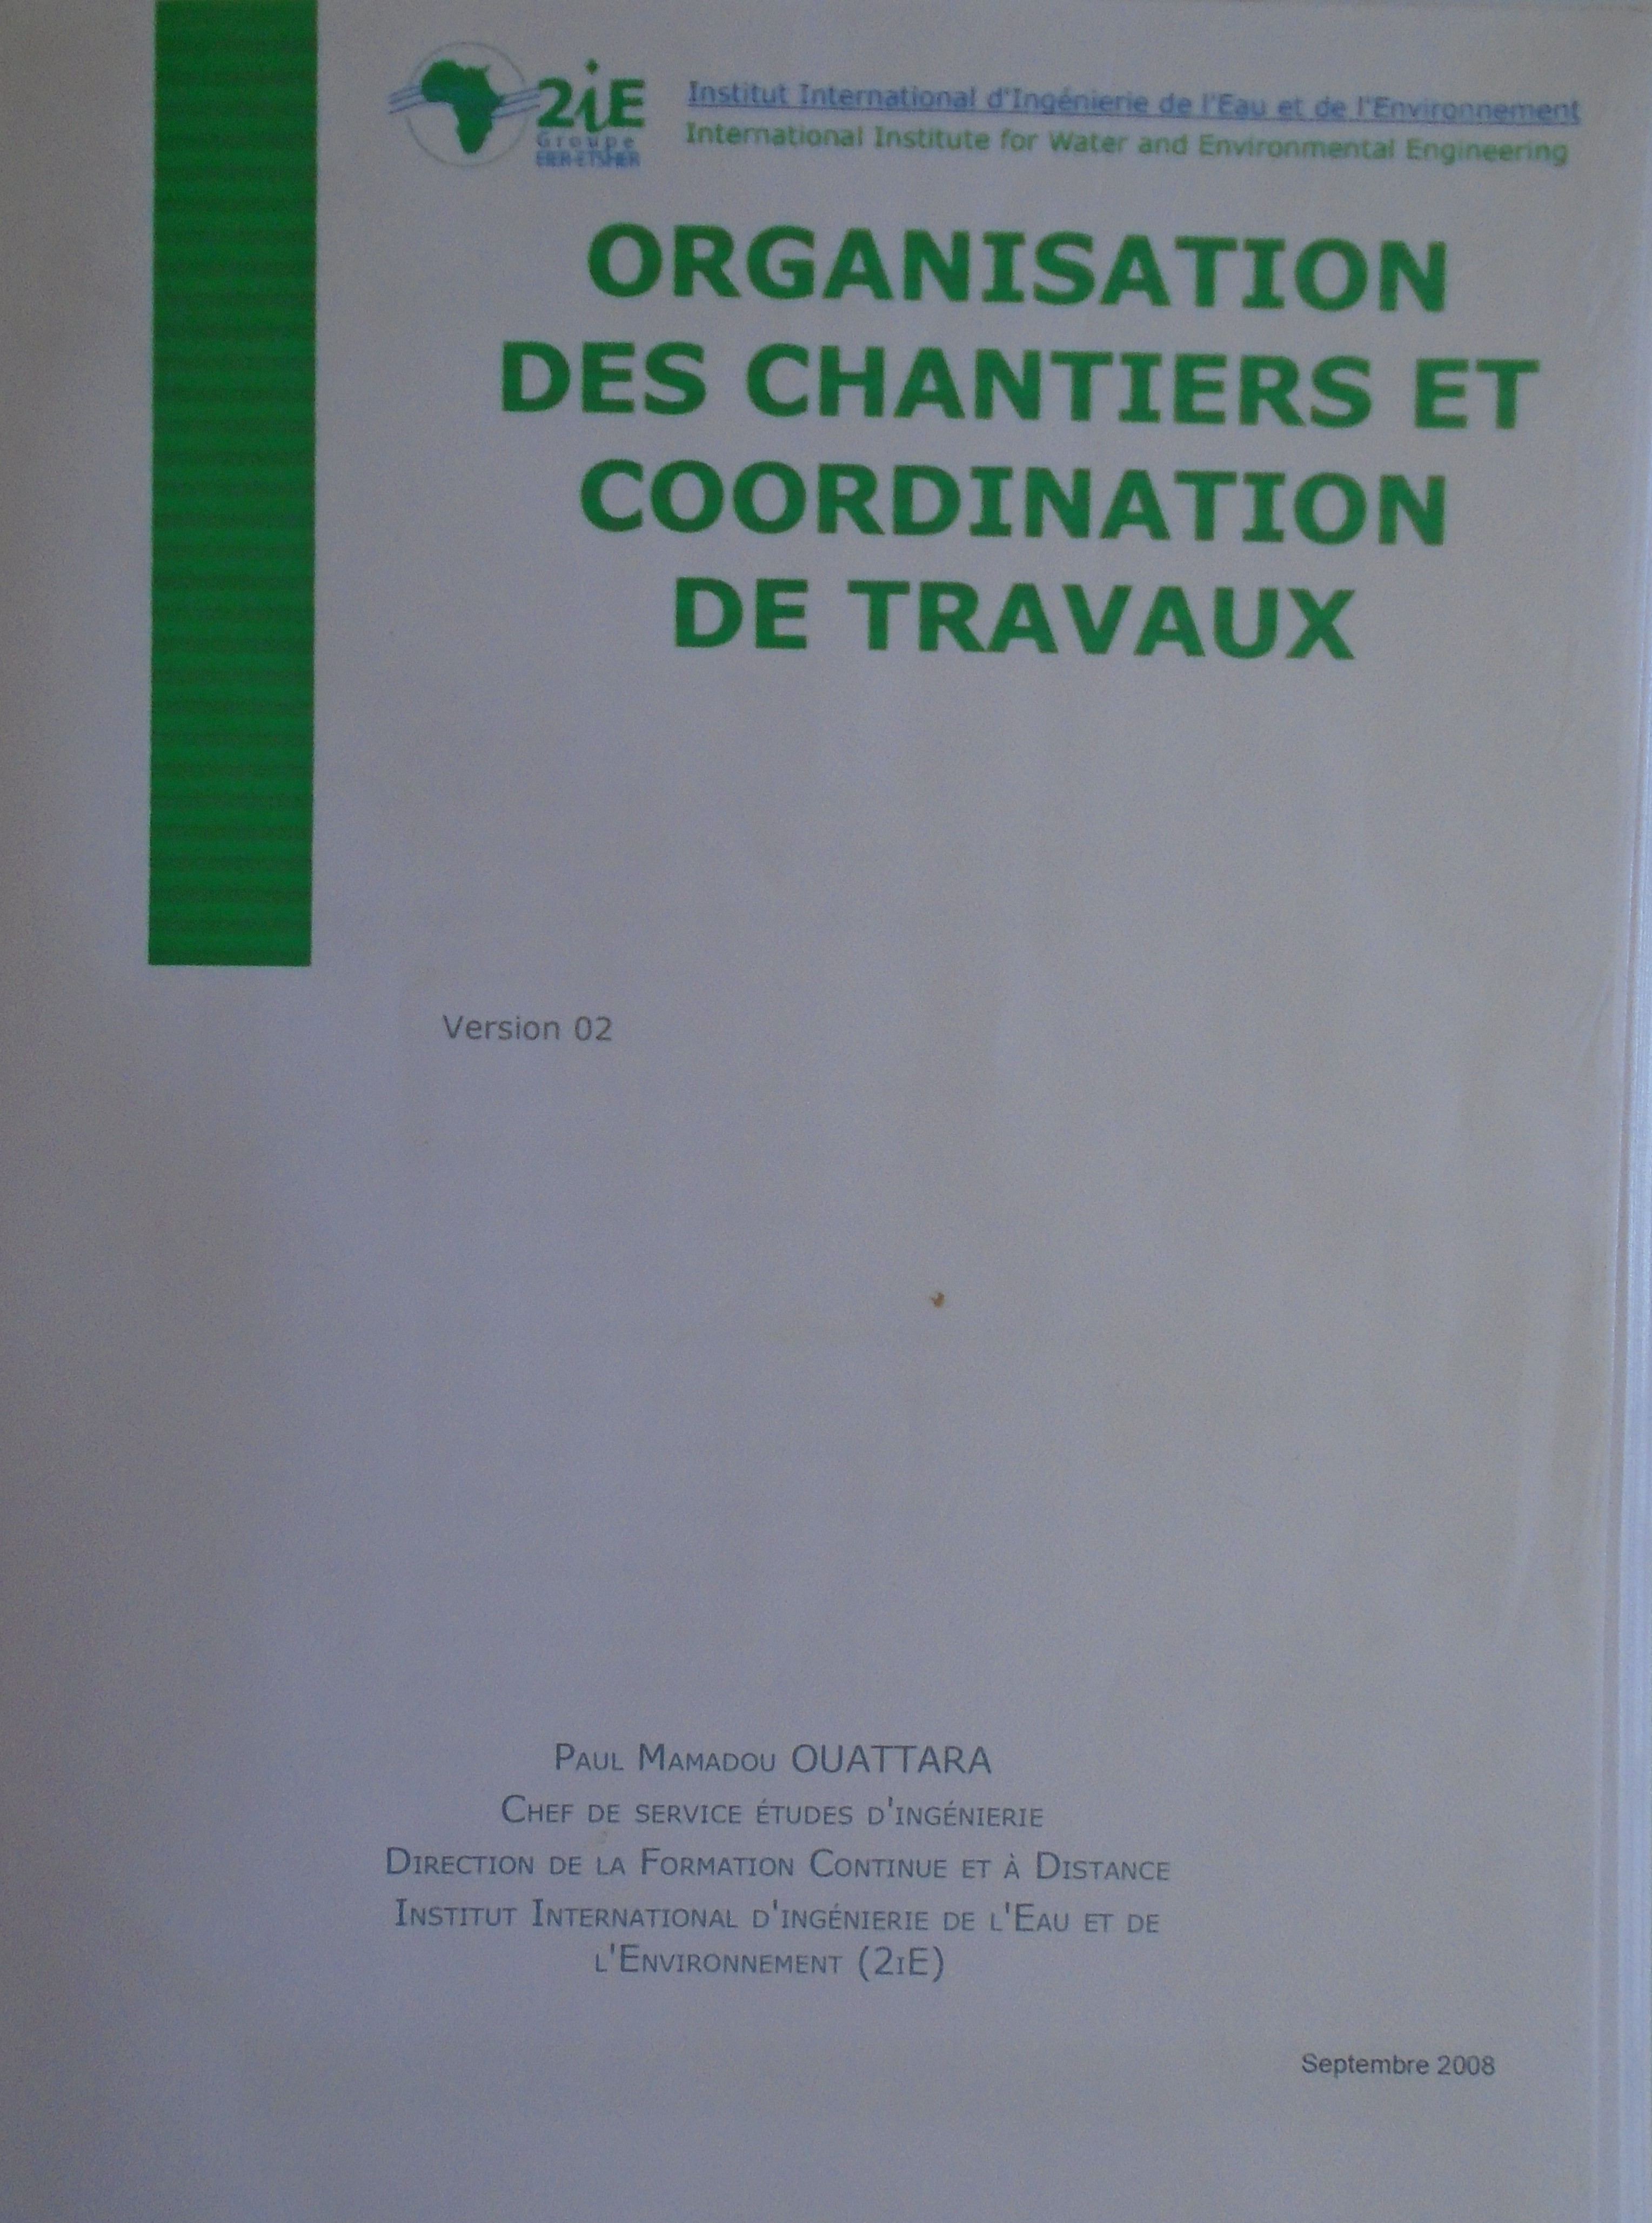 2iE
Groupe
EIER-ETSHER
Institut International d'Ingénierie de l'Eau et de l'Environnement
International Institute for Water and Environmental Engineering
ORGANISATION
DES CHANTIERS ET
COORDINATION
DE TRAVAUX
Version 02
PAUL MAMADOU OUATTARA
CHEF DE SERVICE ÉTUDES D'INGÉNIERIE
DIRECTION DE LA FORMATION CONTINUE ET À DISTANCE
INSTITUT INTERNATIONAL D'INGÉNIERIE DE L'EAU ET DE
L'ENVIRONNEMENT (2IE)
Septembre 2008